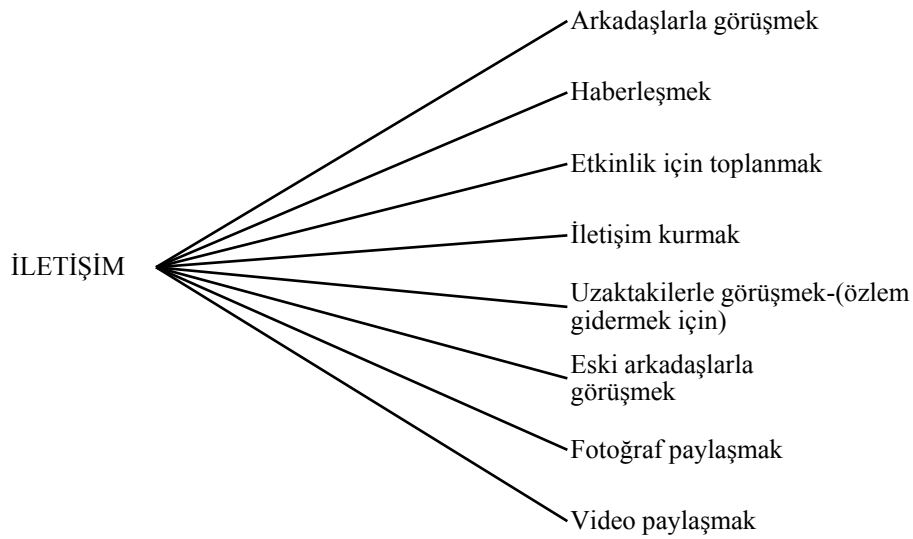 Arkadaşlarla görüşmek
Haberleşmek
Etkinlik için toplanmak
İletişim kurmak
İLETİŞİM
Uzaktakilerle görüşmek-(özlem
gidermek için)
Eski arkadaşlarla
görüşmek
Fotoğraf paylaşmak
Video paylaşmak